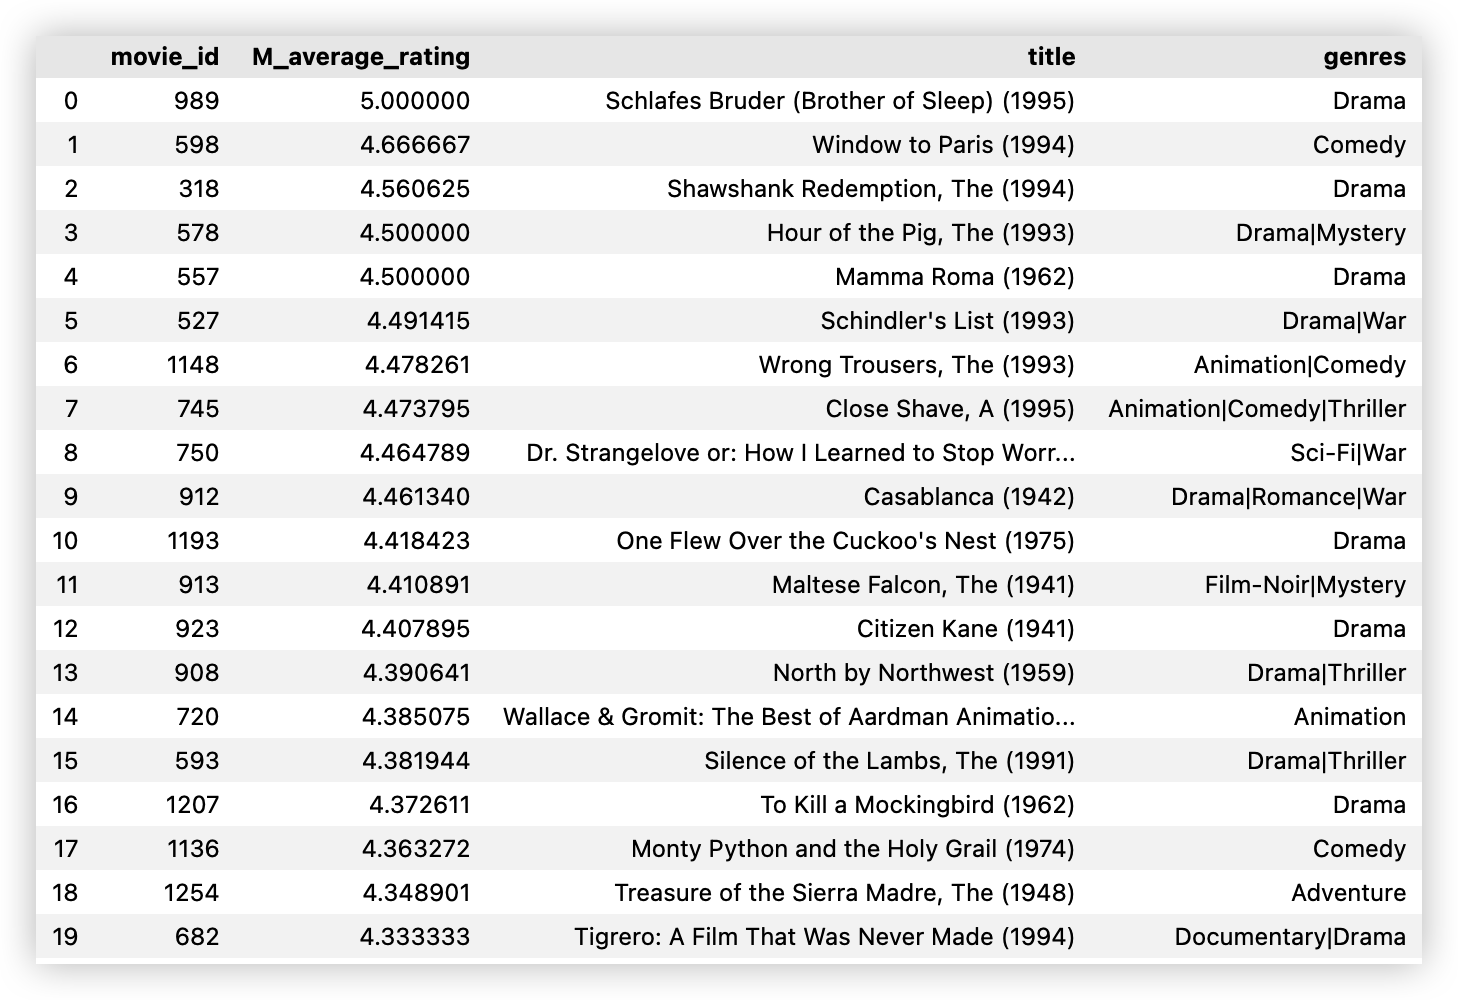 movie_id M_average_rating title genres
0 989 5.000000 Schlafes Bruder (Brother of Sleep) (1995) Drama
1 598 4.666667 Window to Paris (1994) Comedy
2 318 4.560625 Shawshank Redemption, The (1994) Drama
3 578 4.500000 Hour of the Pig, The (1993) Drama|Mystery
4 557 4.500000 Mamma Roma (1962) Drama
5 527 4.491415 Schindler's List (1993) Drama|War
6 1148 4.478261 Wrong Trousers, The (1993) Animation|Comedy
7 745 4.473795 Close Shave, A (1995) Animation|Comedy|Thriller
8 750 4.464789 Dr. Strangelove or: How I Learned to Stop Worr... Sci-Fi|War
9 912 4.461340 Casablanca (1942) Drama|Romance|War
10 1193 4.418423 One Flew Over the Cuckoo's Nest (1975) Drama
11 913 4.410891 Maltese Falcon, The (1941) Film-Noir|Mystery
12 923 4.407895 Citizen Kane (1941) Drama
13 908 4.390641 North by Northwest (1959) Drama|Thriller
14 720 4.385075 Wallace & Gromit: The Best of Aardman Animatio... Animation
15 593 4.381944 Silence of the Lambs, The (1991) Drama|Thriller
16 1207 4.372611 To Kill a Mockingbird (1962) Drama
17 1136 4.363272 Monty Python and the Holy Grail (1974) Comedy
18 1254 4.348901 Treasure of the Sierra Madre, The (1948) Adventure
19 682 4.333333 Tigrero: A Film That Was Never Made (1994) Documentary|Drama